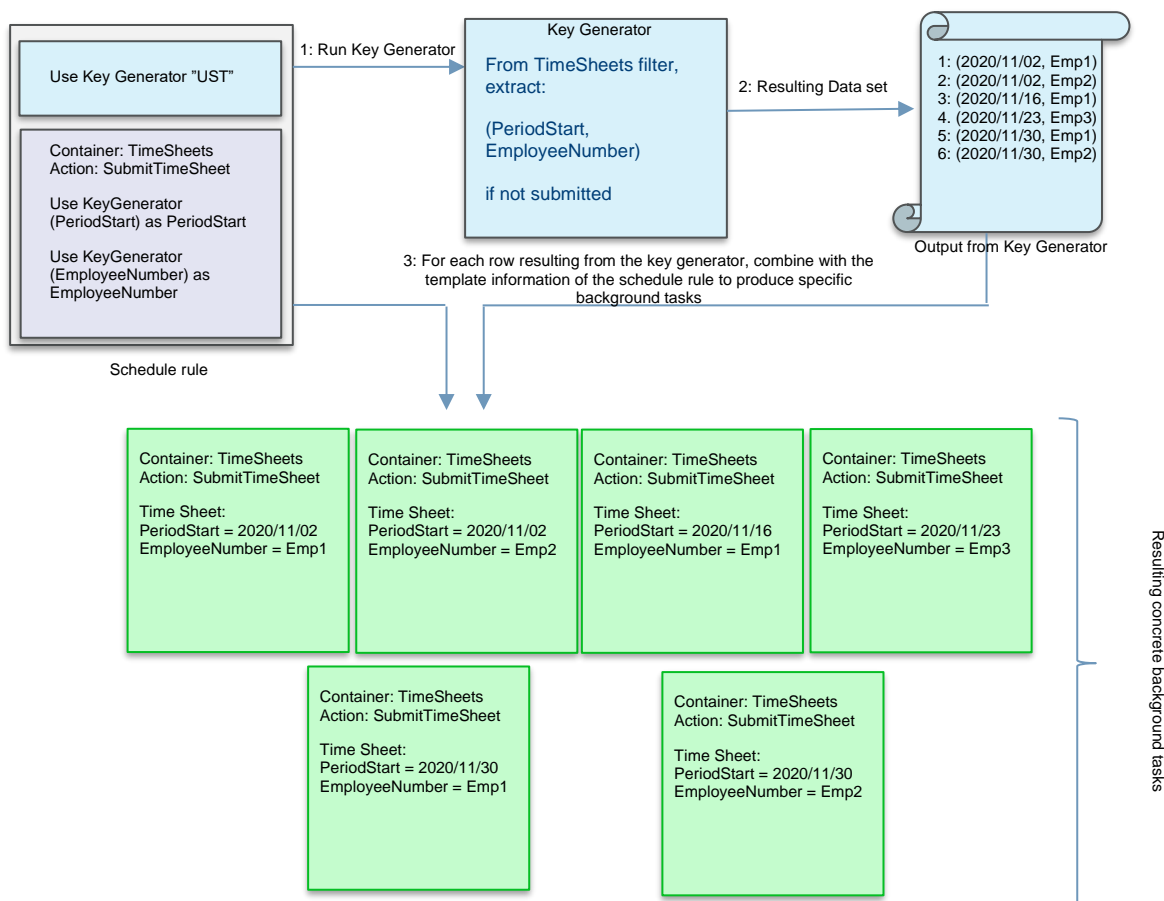 Use Key Generator ”UST”
Container: TimeSheets
Action: SubmitTimeSheet
Use KeyGenerator
(PeriodStart) as PeriodStart
Use KeyGenerator
(EmployeeNumber) as
EmployeeNumber
Schedule rule
1: Run Key Generator
Key Generator
From TimeSheets filter,
extract:
(PeriodStart,
EmployeeNumber)
if not submitted
2: Resulting Data set
1: (2020/11/02, Emp1)
2: (2020/11/02, Emp2)
3: (2020/11/16, Emp1)
4. (2020/11/23, Emp3)
5: (2020/11/30, Emp1)
6: (2020/11/30, Emp2)
Output from Key Generator
3: For each row resulting from the key generator, combine with the
template information of the schedule rule to produce specific
background tasks
Container: TimeSheets
Action: SubmitTimeSheet
Time Sheet:
PeriodStart = 2020/11/02
EmployeeNumber = Emp1
Container: TimeSheets
Action: SubmitTimeSheet
Time Sheet:
PeriodStart = 2020/11/02
EmployeeNumber = Emp2
Container: TimeSheets
Action: SubmitTimeSheet
Time Sheet:
PeriodStart = 2020/11/16
EmployeeNumber = Emp1
Container: TimeSheets
Action: SubmitTimeSheet
Time Sheet:
PeriodStart = 2020/11/23
EmployeeNumber = Emp3
Container: TimeSheets
Action: SubmitTimeSheet
Time Sheet:
PeriodStart = 2020/11/30
EmployeeNumber = Emp1
Container: TimeSheets
Action: SubmitTimeSheet
Time Sheet:
PeriodStart = 2020/11/30
EmployeeNumber = Emp2
Resulting concrete background tasks